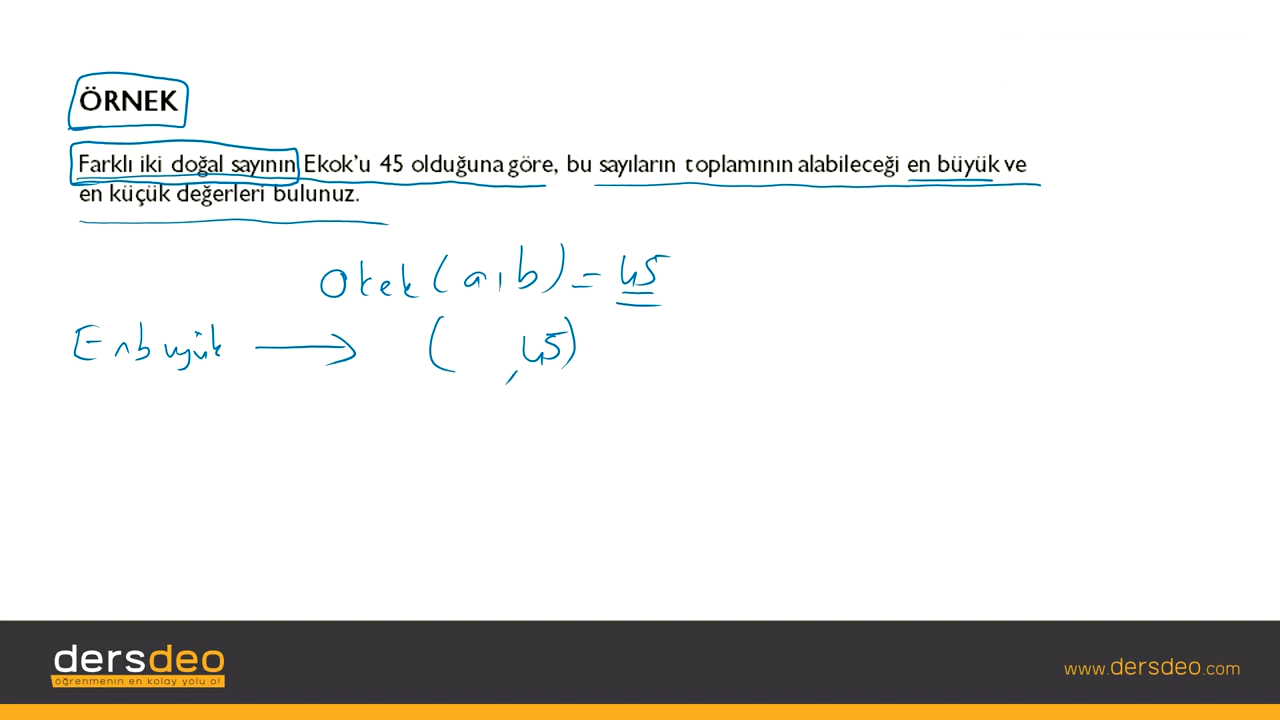 ÖRNEK
Farklı iki doğal sayının Ekok'u 45 olduğuna göre, bu sayıların toplamının alabileceği en büyük ve
en küçük değerleri bulunuz.
Okek (a, b) = 45
En büyük → ( , 45)
dersdeo
öğrenmenin en kolay yolu o!
www.dersdeo.com